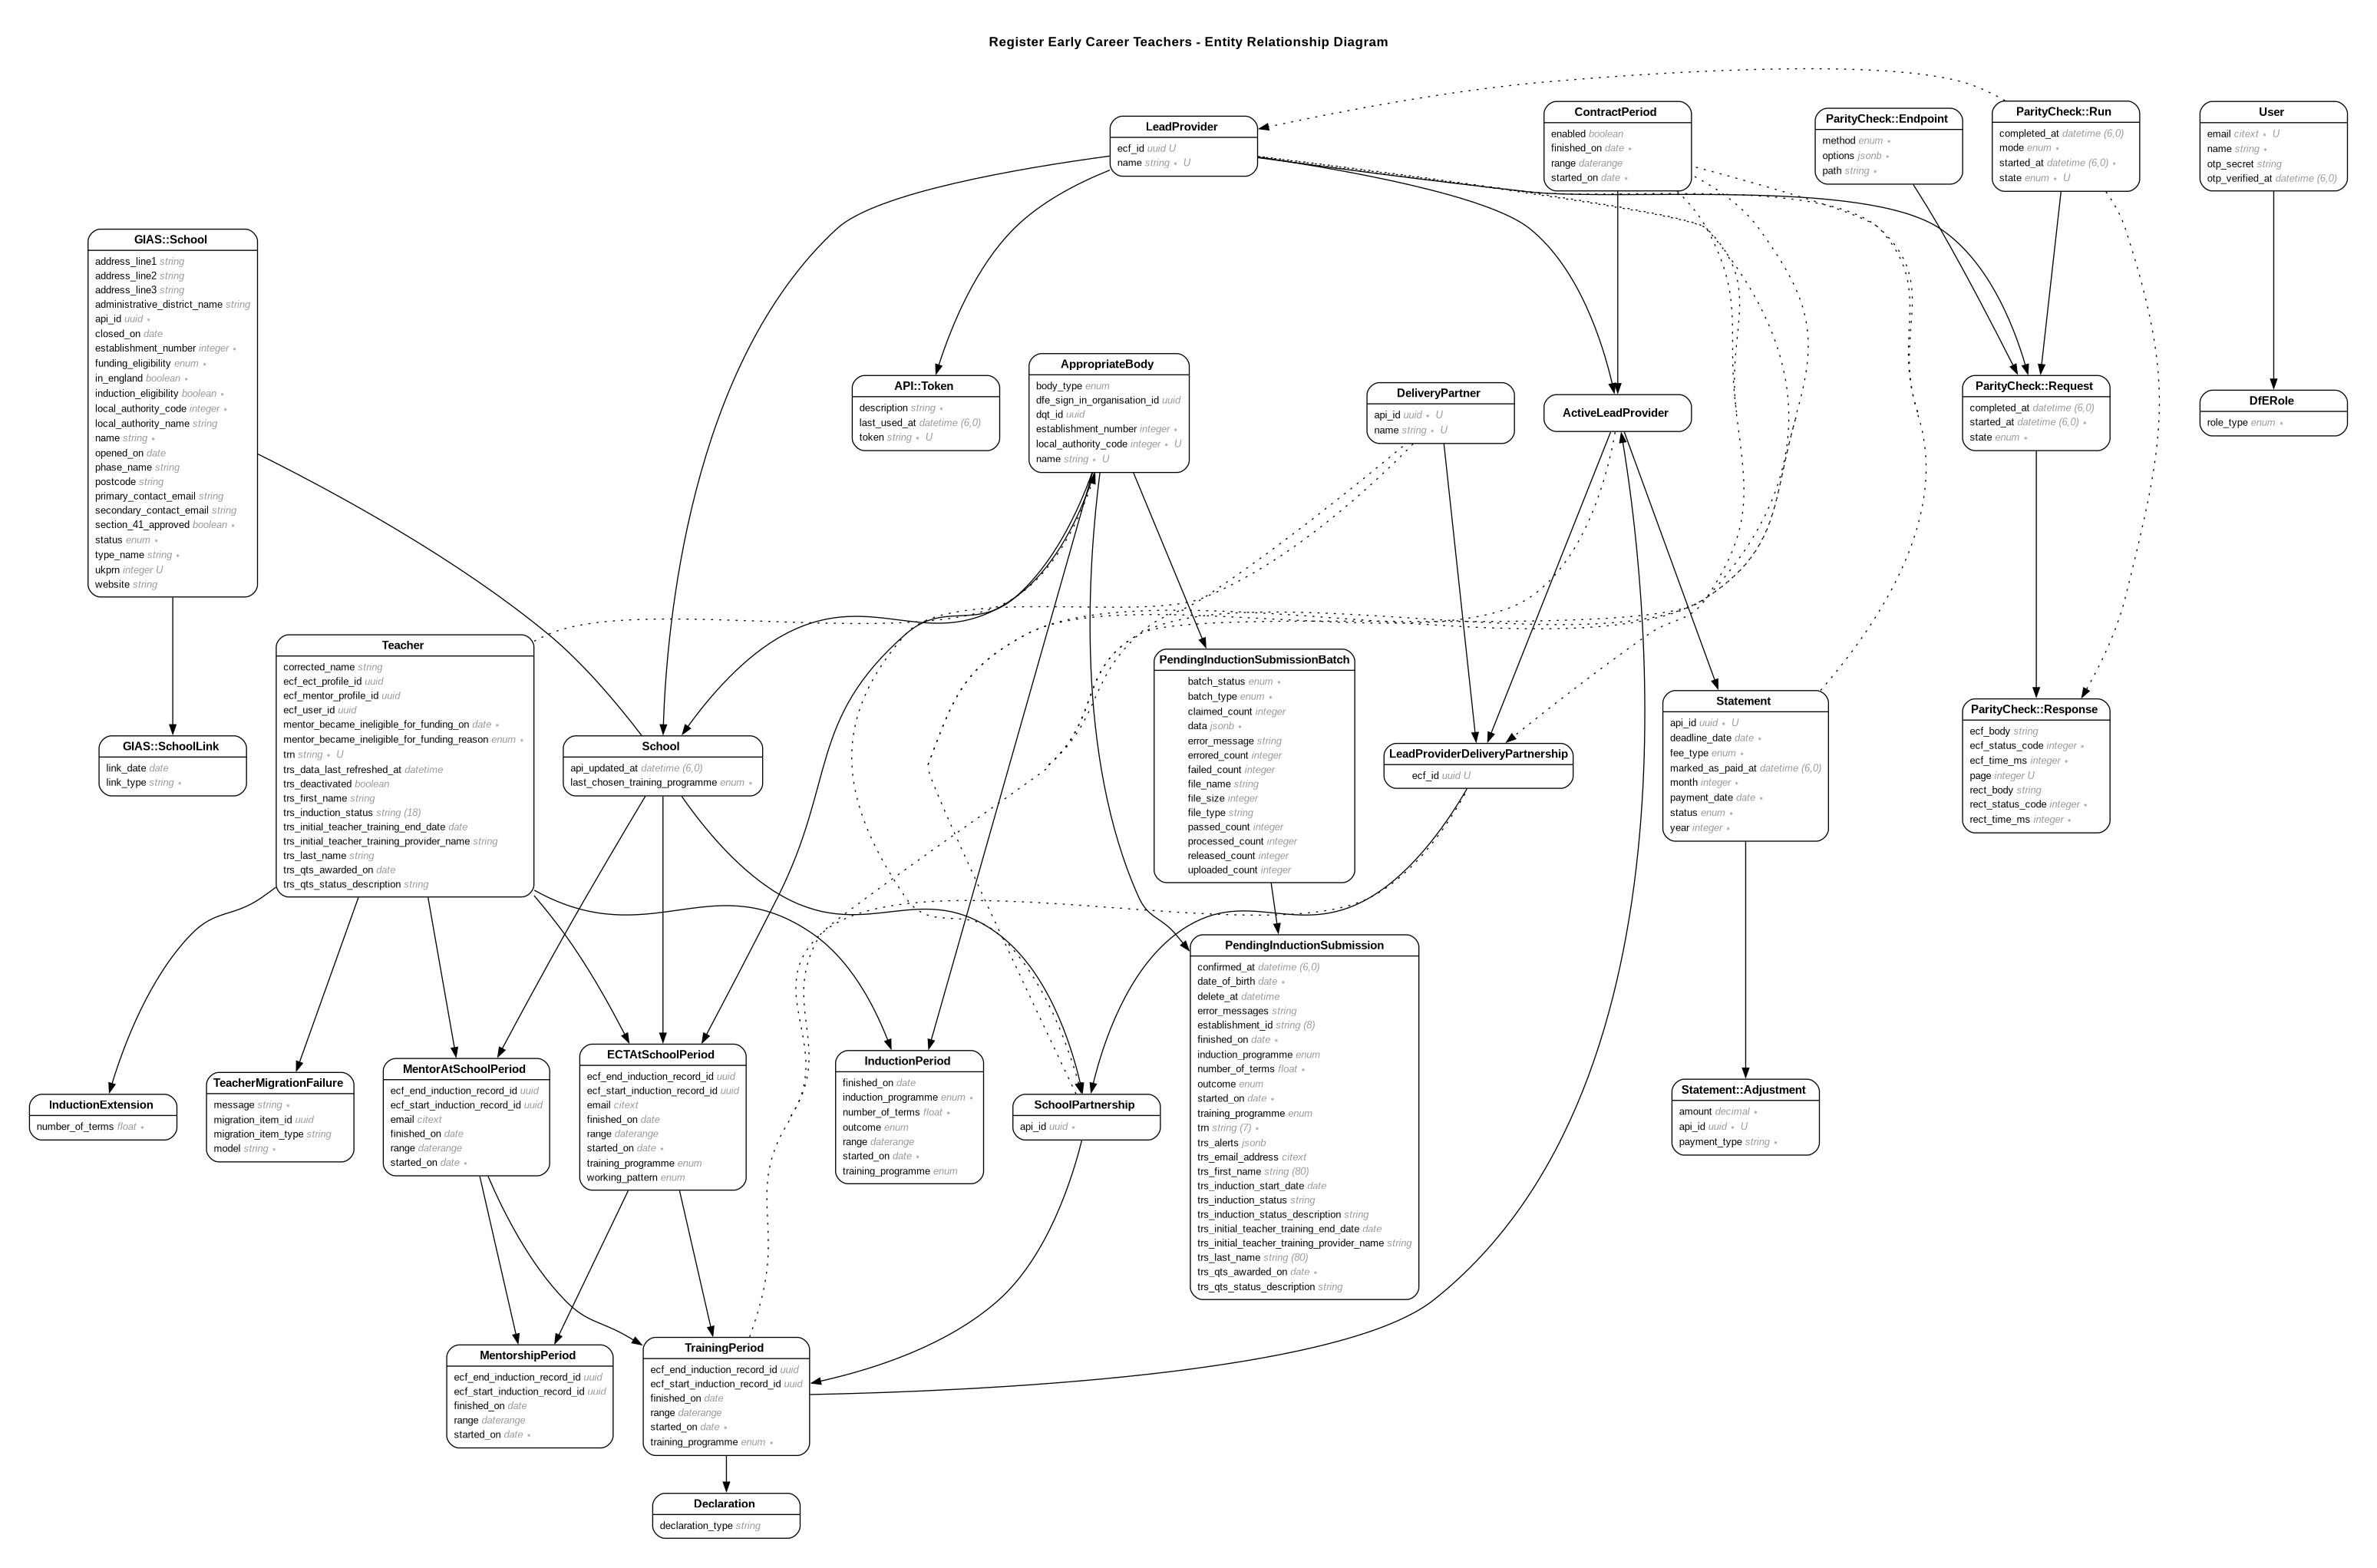 Register Early Career Teachers - Entity Relationship Diagram
LeadProvider
ecf_id uuid U
name string ∗ U
ContractPeriod
enabled boolean
finished_on date ∗
range daterange
started_on date ∗
ParityCheck::Endpoint
method enum ∗
options jsonb ∗
path string ∗
ParityCheck::Run
completed_at datetime (6,0)
mode enum ∗
started_at datetime (6,0) ∗
state enum ∗ U
User
email citext ∗ U
name string ∗
otp_secret string
otp_verified_at datetime (6,0)
GIAS::School
address_line1 string
address_line2 string
address_line3 string
administrative_district_name string
api_id uuid ∗
closed_on date
establishment_number integer ∗
funding_eligibility enum ∗
in_england boolean ∗
induction_eligibility boolean ∗
local_authority_code integer ∗
local_authority_name string
name string ∗
opened_on date
phase_name string
postcode string
primary_contact_email string
secondary_contact_email string
section_41_approved boolean ∗
status enum ∗
type_name string ∗
ukprn integer U
website string
API::Token
description string ∗
last_used_at datetime (6,0)
token string ∗ U
AppropriateBody
body_type enum
dfe_sign_in_organisation_id uuid
dqt_id uuid
establishment_number integer ∗
local_authority_code integer ∗ U
name string ∗ U
DeliveryPartner
api_id uuid ∗ U
name string ∗ U
ActiveLeadProvider
ParityCheck::Request
completed_at datetime (6,0)
started_at datetime (6,0) ∗
state enum ∗
DfERole
role_type enum ∗
Teacher
corrected_name string
ecf_ect_profile_id uuid
ecf_mentor_profile_id uuid
ecf_user_id uuid
mentor_became_ineligible_for_funding_on date ∗
mentor_became_ineligible_for_funding_reason enum ∗
trn string ∗ U
trs_data_last_refreshed_at datetime
trs_deactivated boolean
trs_first_name string
trs_induction_status string (18)
trs_initial_teacher_training_end_date date
trs_initial_teacher_training_provider_name string
trs_last_name string
trs_qts_awarded_on date
trs_qts_status_description string
GIAS::SchoolLink
link_date date
link_type string ∗
School
api_updated_at datetime (6,0)
last_chosen_training_programme enum ∗
PendingInductionSubmissionBatch
batch_status enum ∗
batch_type enum ∗
claimed_count integer
data jsonb ∗
error_message string
errored_count integer
failed_count integer
file_name string
file_size integer
file_type string
passed_count integer
processed_count integer
released_count integer
uploaded_count integer
LeadProviderDeliveryPartnership
ecf_id uuid U
Statement
api_id uuid ∗ U
deadline_date date ∗
fee_type enum ∗
marked_as_paid_at datetime (6,0)
month integer ∗
payment_date date ∗
status enum ∗
year integer ∗
ParityCheck::Response
ecf_body string
ecf_status_code integer ∗
ecf_time_ms integer ∗
page integer U
rect_body string
rect_status_code integer ∗
rect_time_ms integer ∗
InductionExtension
number_of_terms float ∗
TeacherMigrationFailure
message string ∗
migration_item_id uuid
migration_item_type string
model string ∗
MentorAtSchoolPeriod
ecf_end_induction_record_id uuid
ecf_start_induction_record_id uuid
email citext
finished_on date
range daterange
started_on date ∗
ECTAtSchoolPeriod
ecf_end_induction_record_id uuid
ecf_start_induction_record_id uuid
email citext
finished_on date
range daterange
started_on date ∗
training_programme enum
working_pattern enum
InductionPeriod
finished_on date
induction_programme enum ∗
number_of_terms float ∗
outcome enum
range daterange
started_on date ∗
training_programme enum
SchoolPartnership
api_id uuid ∗
PendingInductionSubmission
confirmed_at datetime (6,0)
date_of_birth date ∗
delete_at datetime
error_messages string
establishment_id string (8)
finished_on date ∗
induction_programme enum
number_of_terms float ∗
outcome enum
started_on date ∗
training_programme enum
trn string (7) ∗
trs_alerts jsonb
trs_email_address citext
trs_first_name string (80)
trs_induction_start_date date
trs_induction_status string
trs_induction_status_description string
trs_initial_teacher_training_end_date date
trs_initial_teacher_training_provider_name string
trs_last_name string (80)
trs_qts_awarded_on date ∗
trs_qts_status_description string
Statement::Adjustment
amount decimal ∗
api_id uuid ∗ U
payment_type string ∗
MentorshipPeriod
ecf_end_induction_record_id uuid
ecf_start_induction_record_id uuid
finished_on date
range daterange
started_on date ∗
TrainingPeriod
ecf_end_induction_record_id uuid
ecf_start_induction_record_id uuid
finished_on date
range daterange
started_on date ∗
training_programme enum ∗
Declaration
declaration_type string